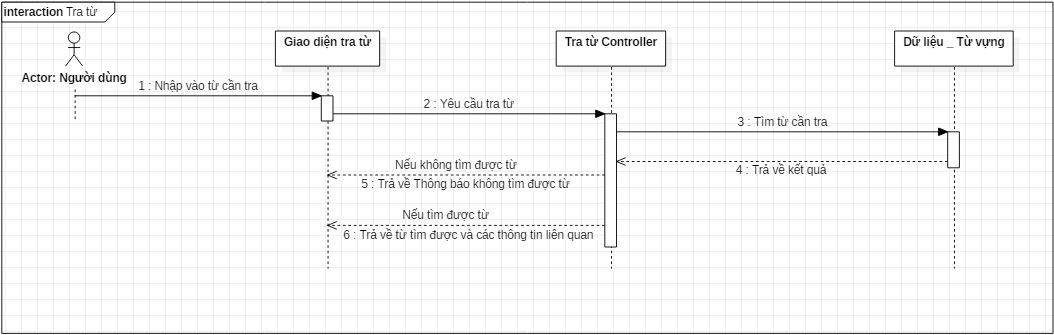 interaction Tra từ
Giao diện tra từ
Tra từ Controller
Dữ liệu _ Từ vựng
Actor: Người dùng
1 : Nhập vào từ cần tra
2 : Yêu cầu tra từ
3 : Tìm từ cần tra
4 : Trả về kết quả
Nếu không tìm được từ
5 : Trả về Thông báo không tìm được từ
Nếu tìm được từ
6 : Trả về từ tìm được và các thông tin liên quan